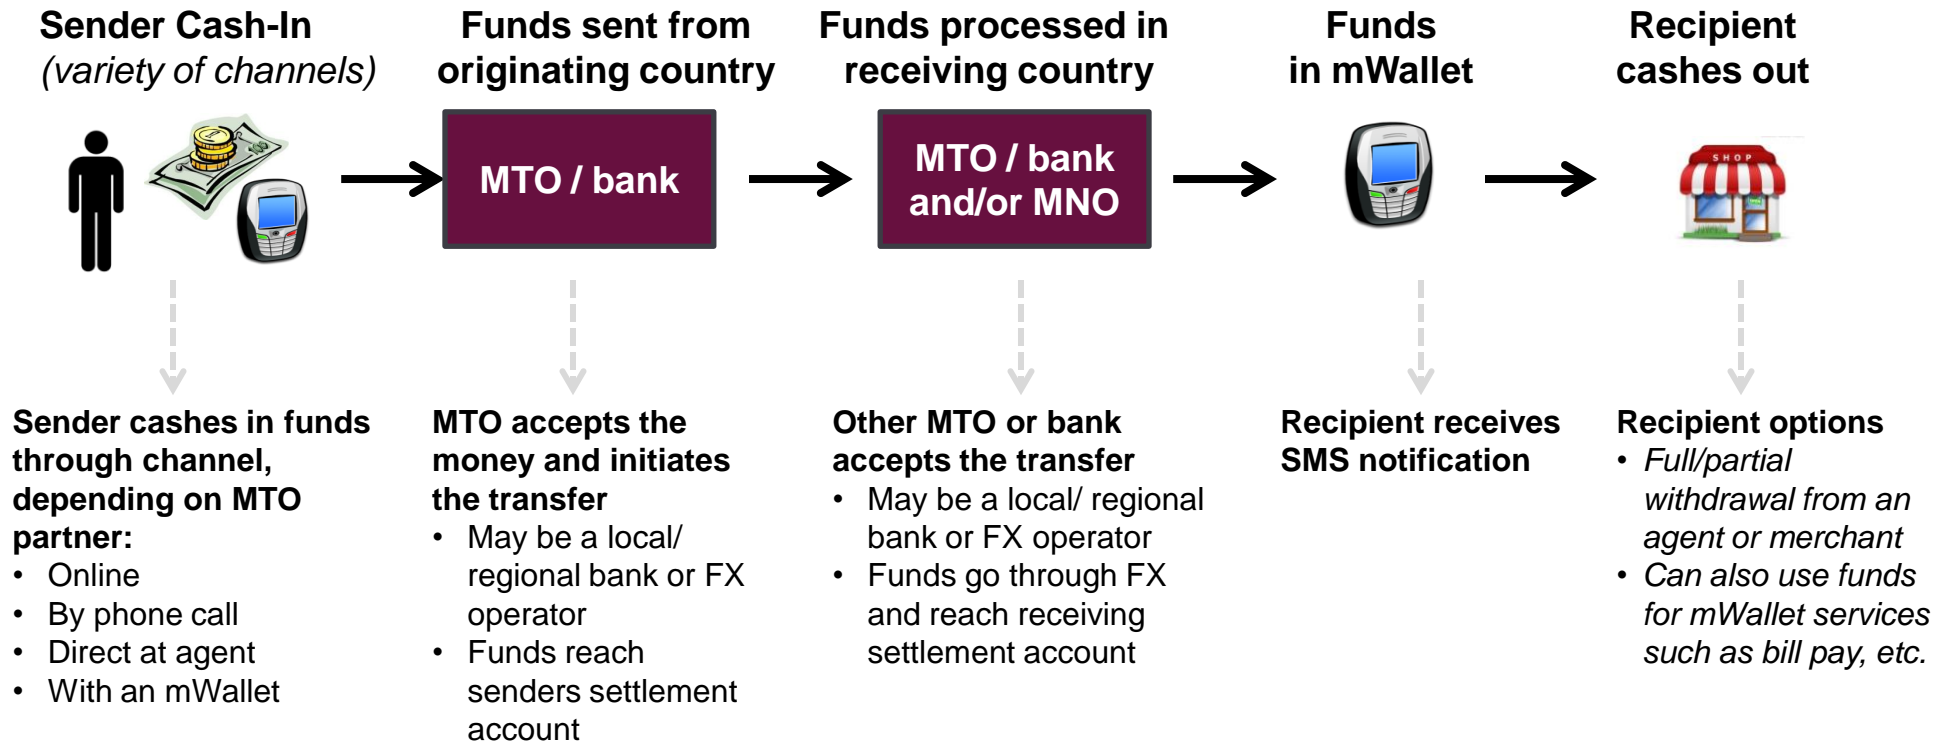 Sender Cash-In
(variety of channels)
Funds sent from
originating country
Funds processed in
receiving country
Funds
in mWallet
Recipient
cashes out
100
MTO / bank
MTO / bank
and/or MNO
SHOP
Sender cashes in funds
through channel,
depending on MTO
partner:
• Online
• By phone call
• Direct at agent
• With an mWallet
MTO accepts the
money and initiates
the transfer
• May be a local/
regional bank or FX
operator
• Funds reach
senders settlement
account
Other MTO or bank
accepts the transfer
• May be a local/ regional
bank or FX operator
• Funds go through FX
and reach receiving
settlement account
Recipient receives
SMS notification
Recipient options
• Full/partial
withdrawal from an
agent or merchant
• Can also use funds
for mWallet services
such as bill pay, etc.